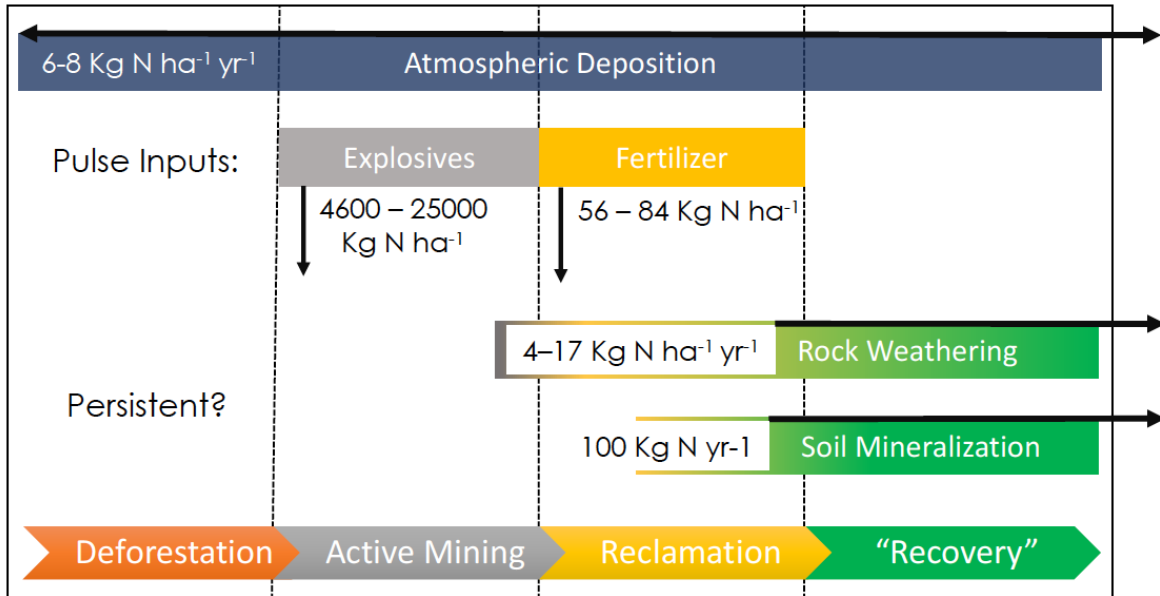 6-8 Kg N ha⁻¹ yr⁻¹
Atmospheric Deposition
Pulse Inputs:
Explosives
Fertilizer
4600 – 25000
Kg N ha⁻¹
56 – 84 Kg N ha⁻¹
4–17 Kg N ha⁻¹ yr⁻¹
Rock Weathering
Persistent?
100 Kg N yr-1
Soil Mineralization
Deforestation
Active Mining
Reclamation
“Recovery”